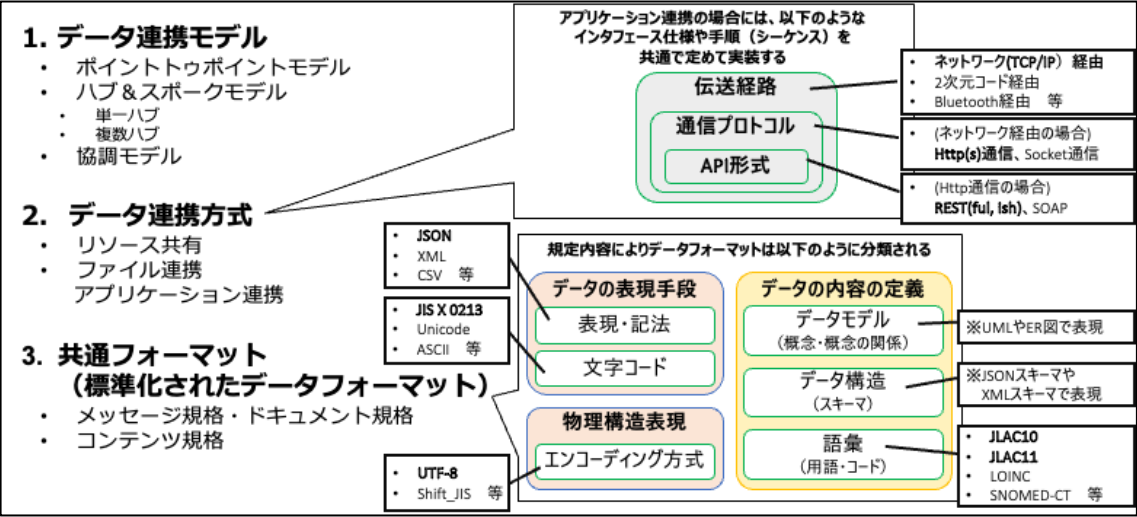 1. データ連携モデル
• ポイントトゥポイントモデル
• ハブ＆スポークモデル
• 単一ハブ
• 複数ハブ
• 協調モデル
2. データ連携方式
• リソース共有
• ファイル連携
アプリケーション連携
3. 共通フォーマット
（標準化されたデータフォーマット）
• メッセージ規格・ドキュメント規格
• コンテンツ規格
アプリケーション連携の場合には、以下のような
インタフェース仕様や手順（シーケンス）を
共通で定めて実装する
伝送経路
通信プロトコル
API形式
• ネットワーク(TCP/IP）経由
• 2次元コード経由
• Bluetooth経由　等
• (ネットワーク経由の場合)
Http(s)通信、Socket通信
• (Http通信の場合)
REST(ful, ish)、SOAP
規定内容によりデータフォーマットは以下のように分類される
データの表現手段
表現・記法
文字コード
• JSON
• XML
• CSV　等
• JIS X 0213
• Unicode
• ASCII　等
物理構造表現
エンコーディング方式
• UTF-8
• Shift_JIS　等
データの内容の定義
データモデル
（概念・概念の関係）
データ構造
（スキーマ）
語彙
（用語・コード）
※UMLやER図で表現
※JSONスキーマや
XMLスキーマで表現
• JLAC10
• JLAC11
• LOINC
• SNOMED-CT　等